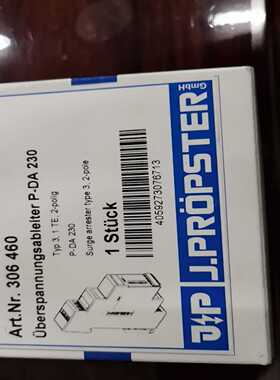 Art.Nr. 306 460
Überspannungsableiter P-DA 230
Typ 3, 1 TE, 2-polig
P-DA 230
Surge arrester type 3, 2-pole
1 Stück
4059273076713
J.PRÖPSTER
GmbH